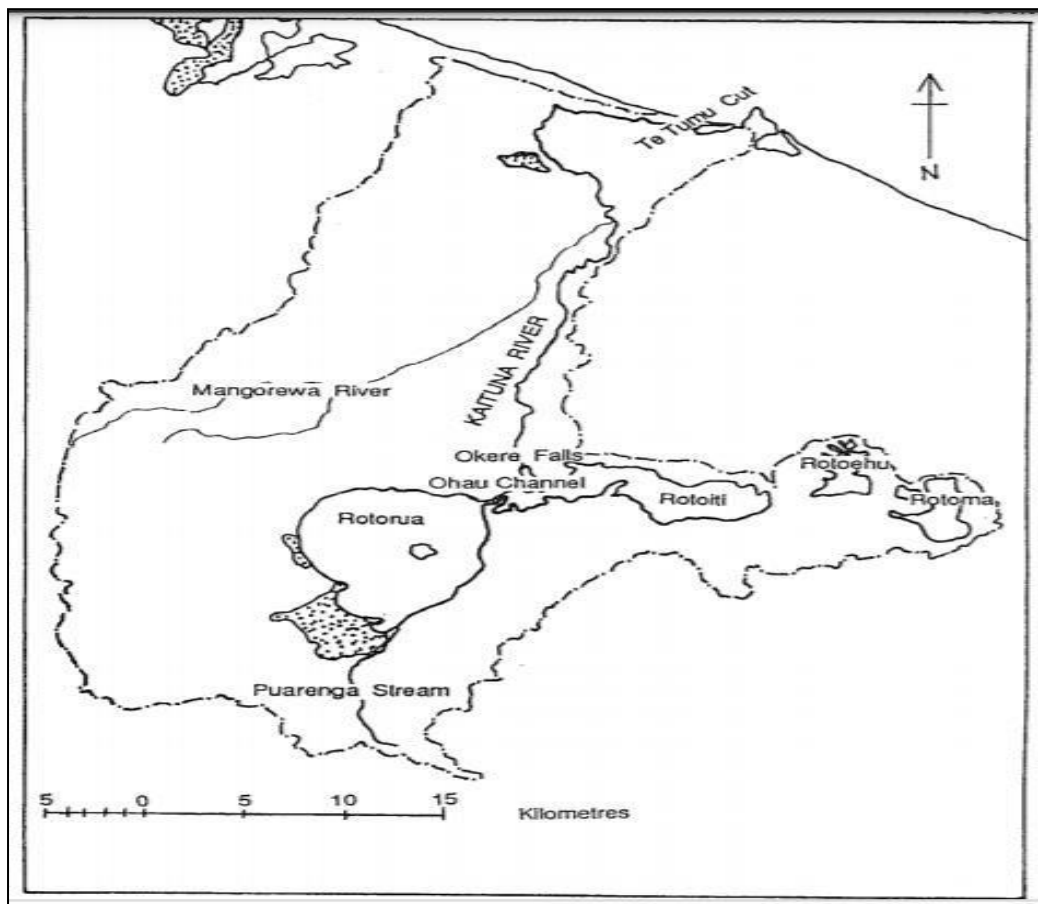 Te Tumu Cut
N
KAITUNA RIVER
Mangorewa River
Okere Falls
Ohau Channel
Rotoehu
Rotoma
Rotoiti
Rotorua
Puarenga Stream
5 0 5 10 15
Kilometres